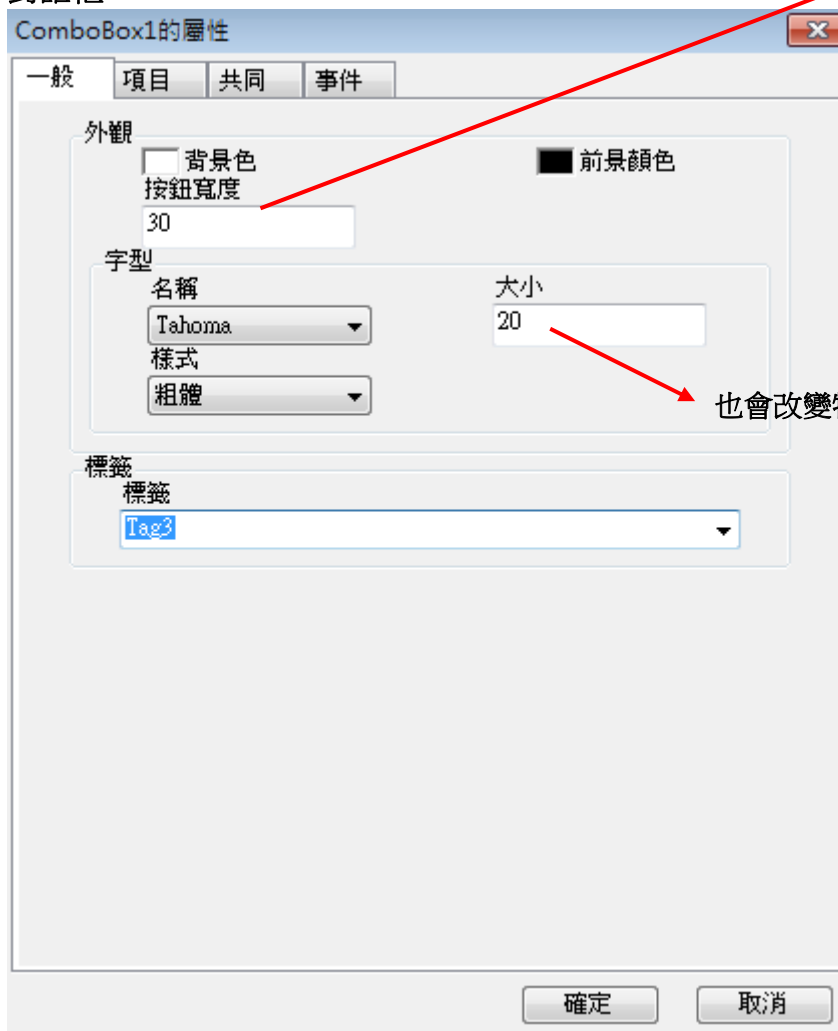 ComboBox1的屬性
一般 項目 共同 事件
外觀
背景色 前景顏色
按鈕寬度
30
字型
名稱 大小
Tahoma 20
樣式
粗體
也會改變
標籤
標籤
Tag3
確定 取消